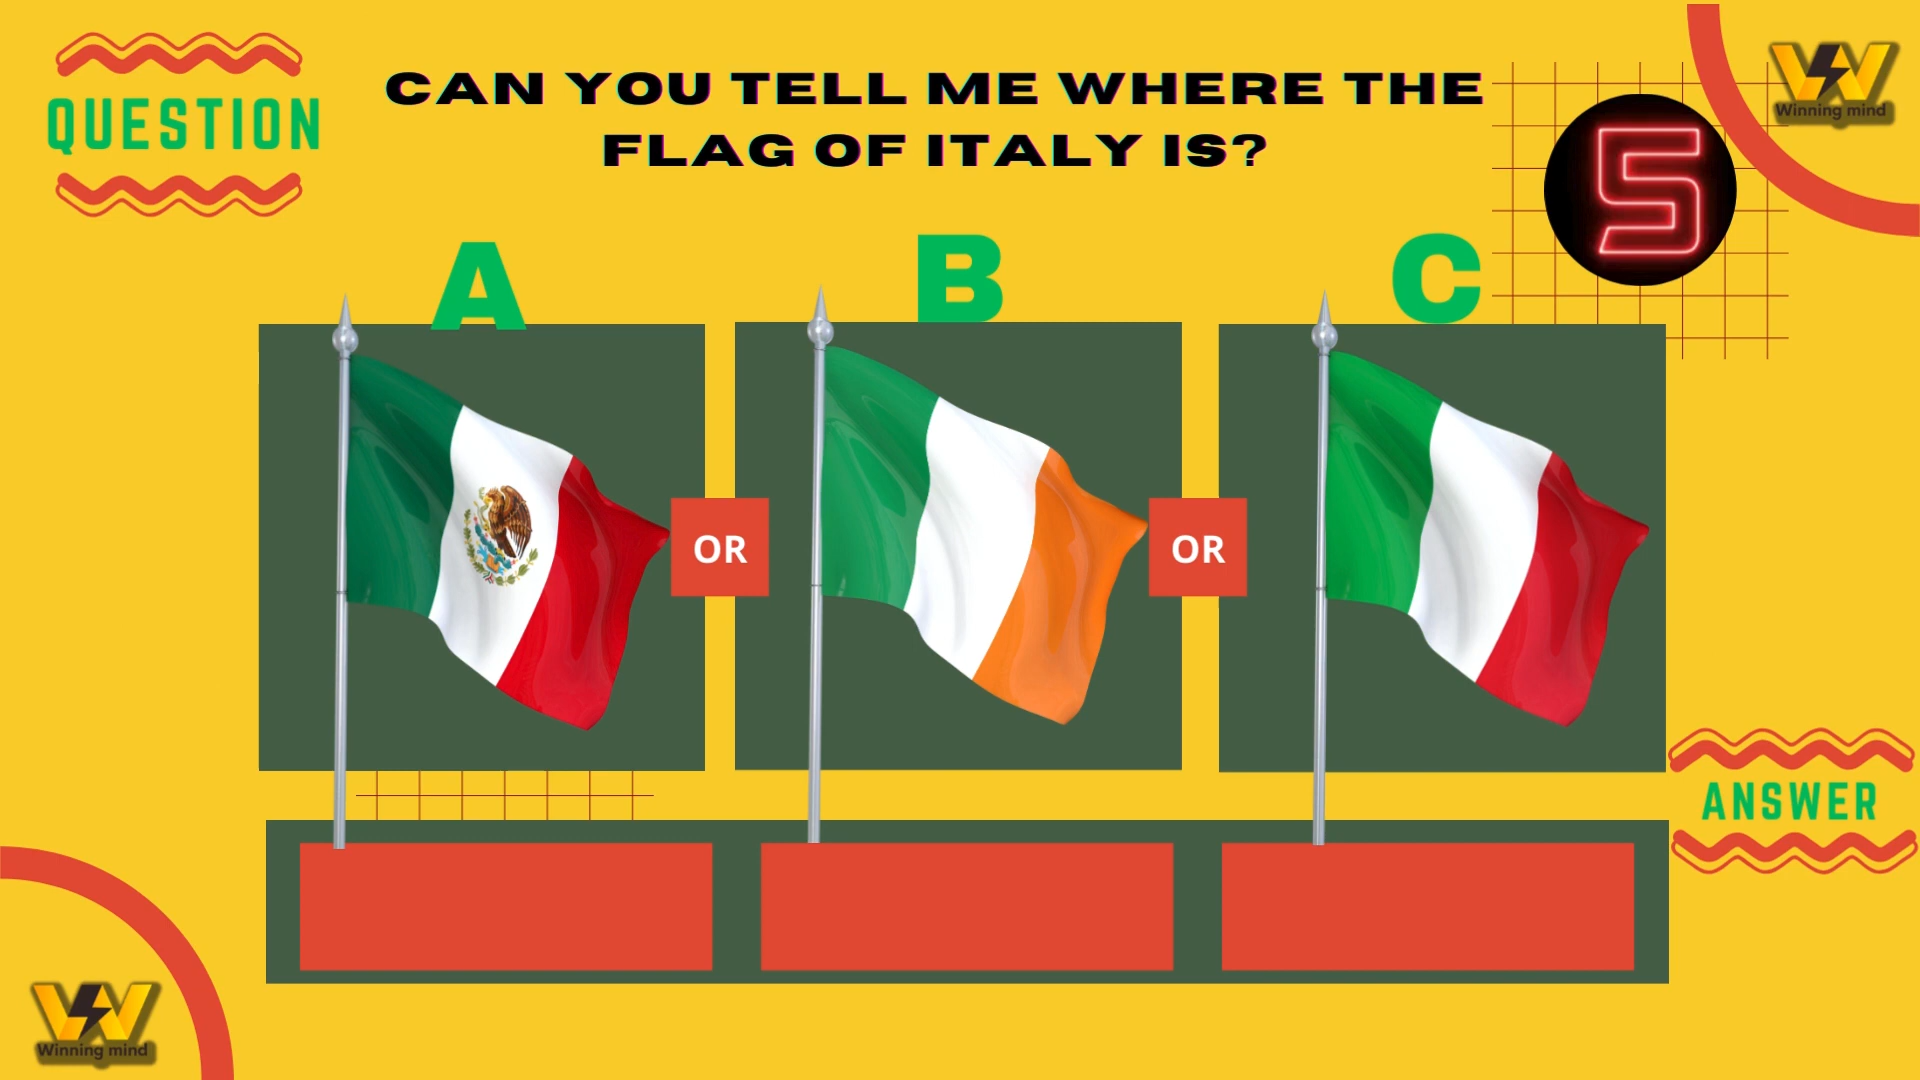 QUESTION
CAN YOU TELL ME WHERE THE
FLAG OF ITALY IS?
5
Winning mind
A
B
C
OR
OR
ANSWER
Winning mind